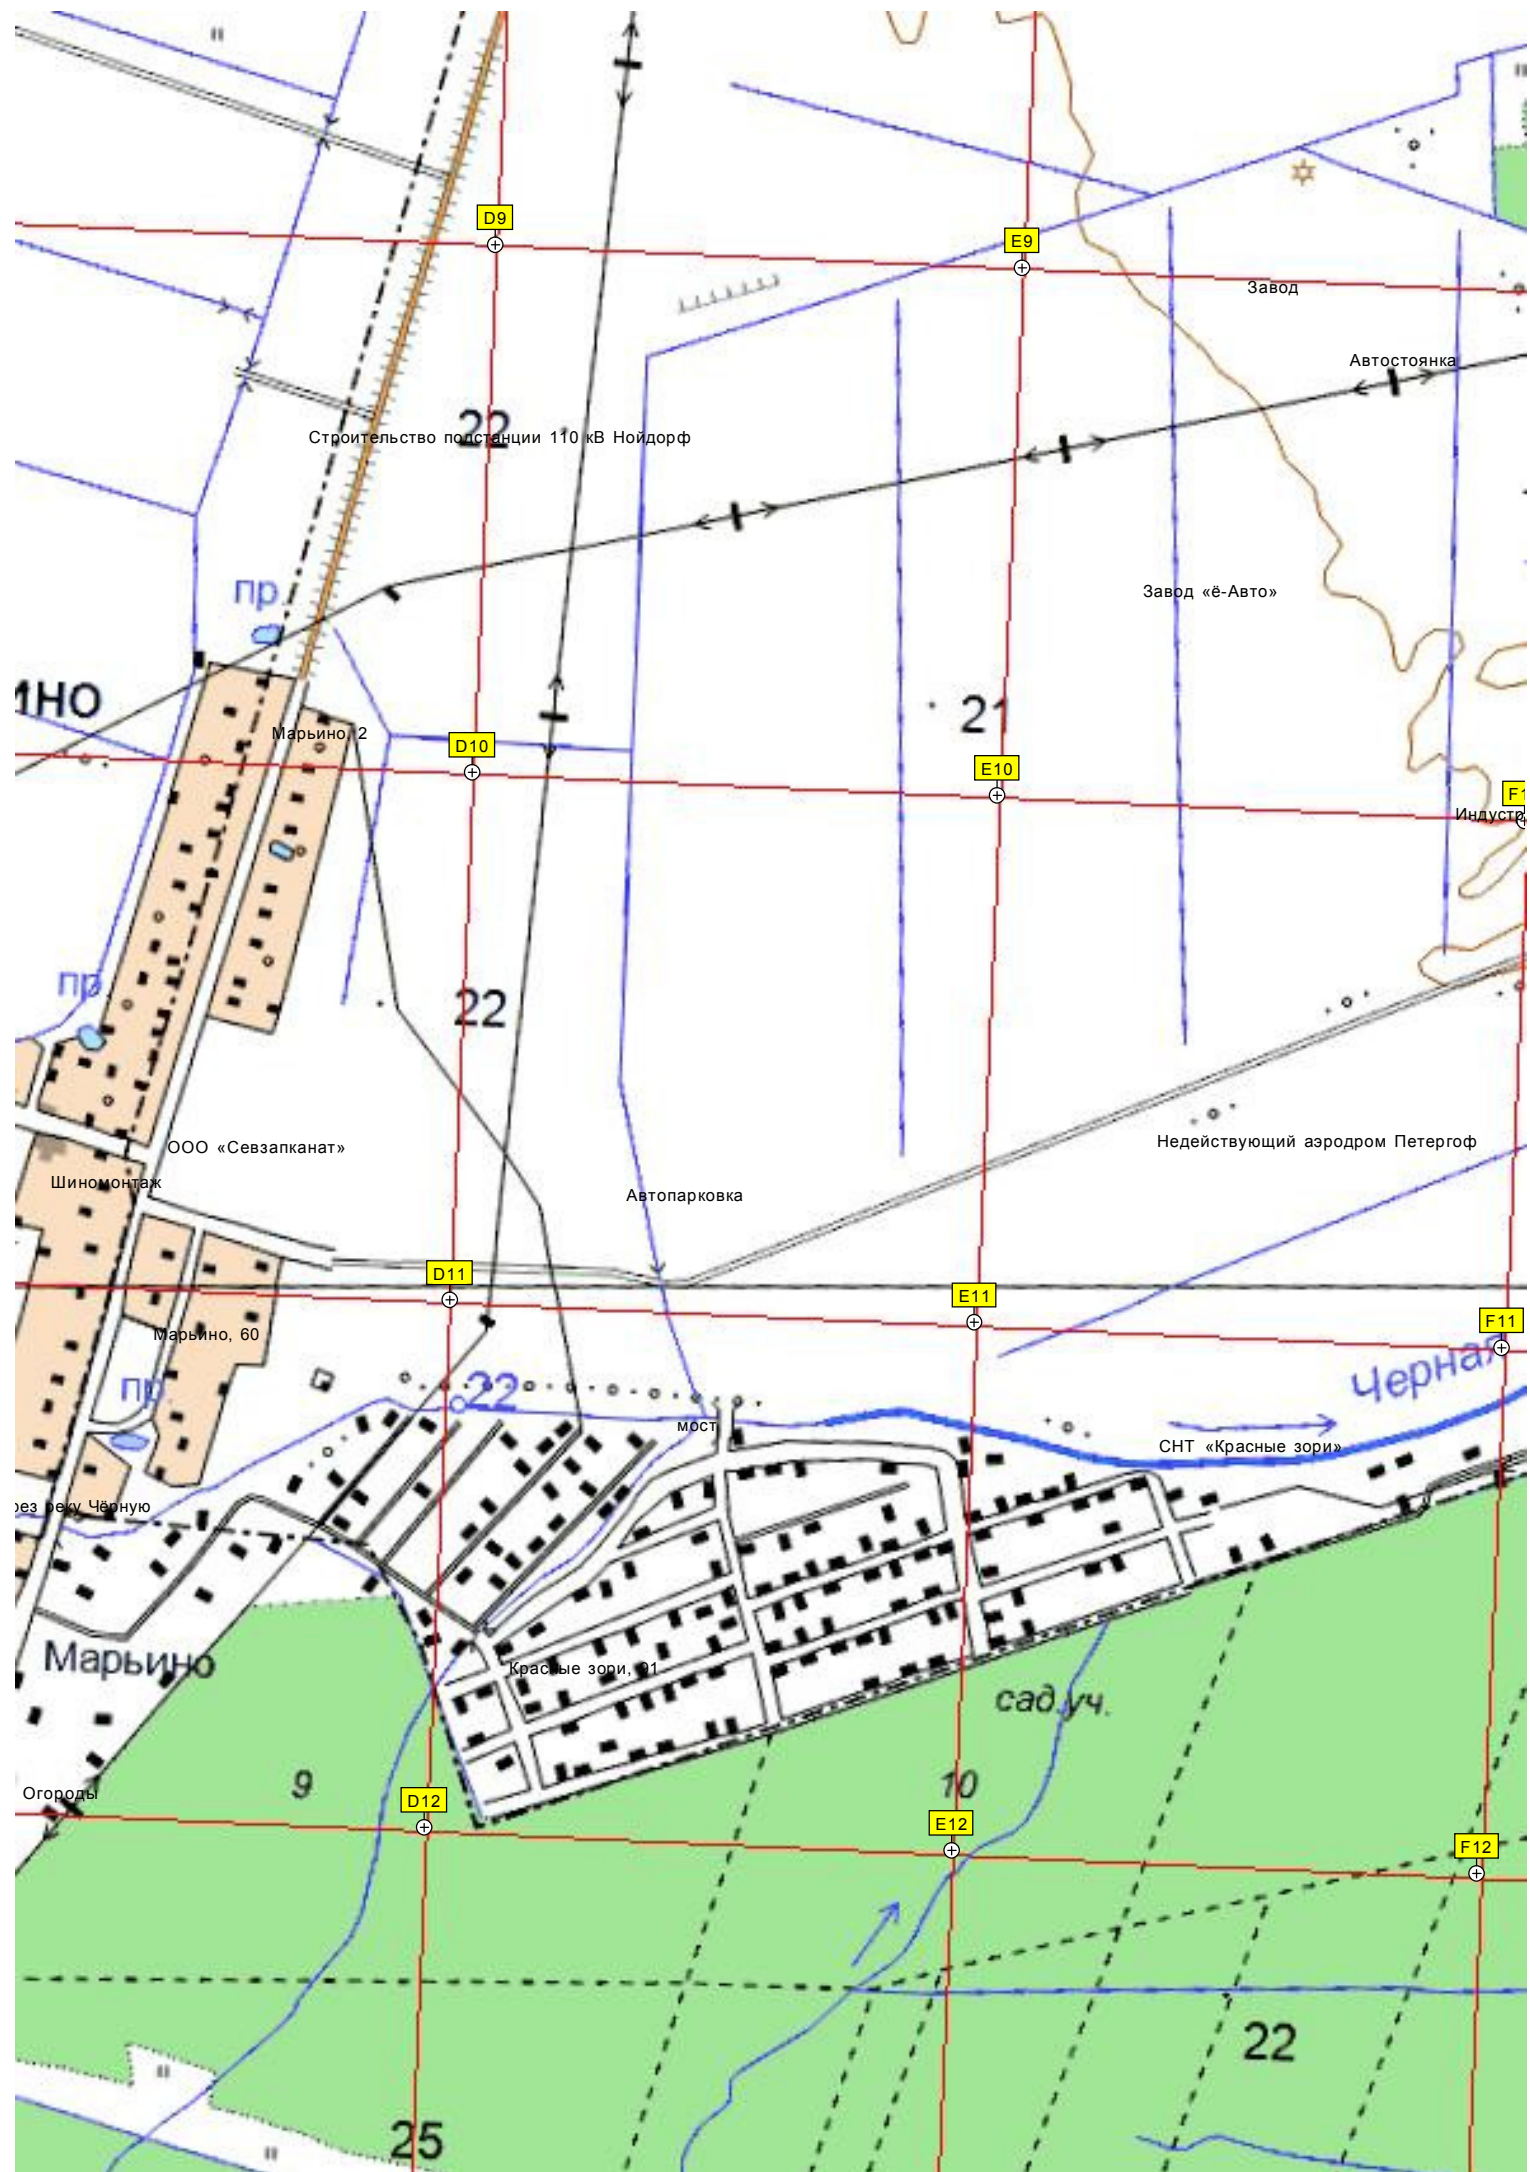 D9
E9
Завод
Автостоянка
22
Строительство подстанции 110 кВ Нойдорф
пр.
Завод «ё-Авто»
ИНО
21
Марьино, 2
D10
E10
F1
Индустр
пр.
22
ООО «Севзапканат»
Недействующий аэродром Петергоф
Шиномонтаж
Автопарковка
D11
E11
F11
Марьино, 60
Черная
пр.
22
мост
СНТ «Красные зори»
рез реку Чёрную
Марьино
Красные зори, 91
сад.уч.
9
10
Огороды
D12
E12
F12
22
25